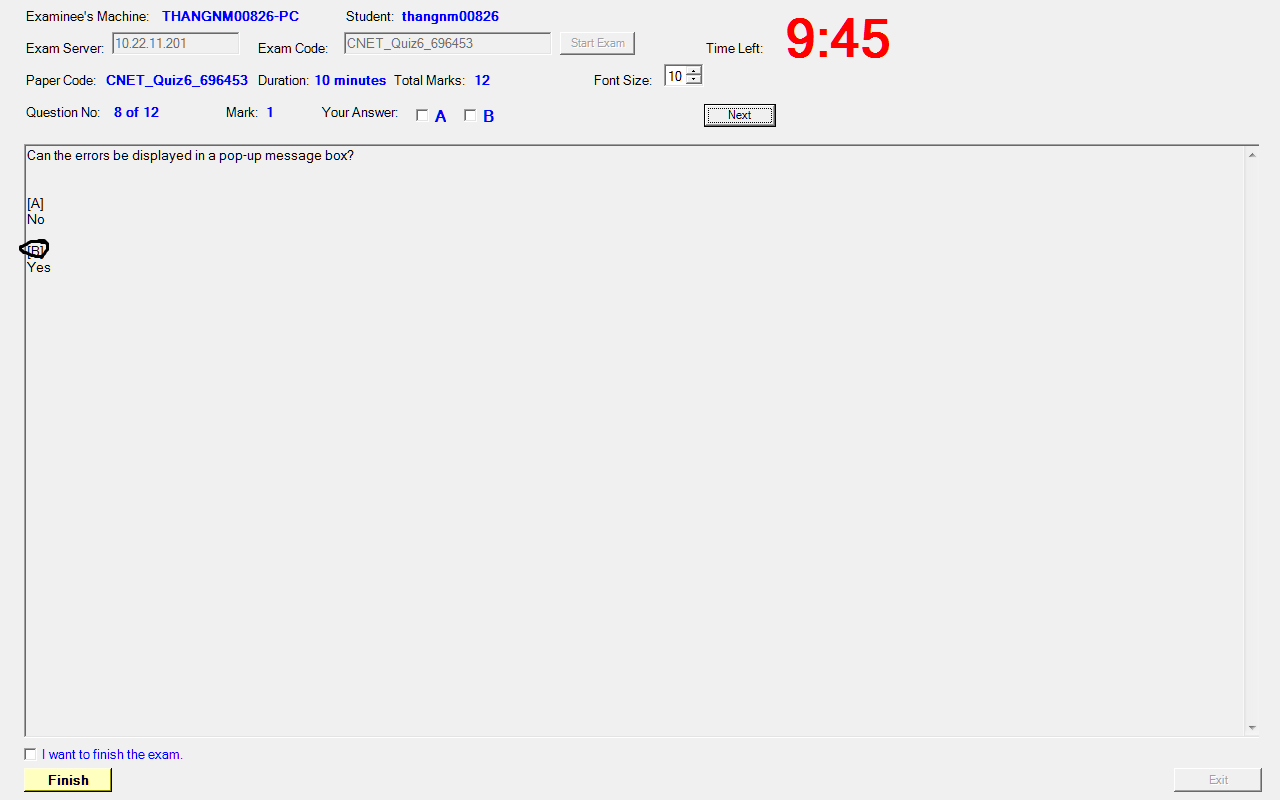 Examinee's Machine: THANGNM00826-PC Student: thangnm00826
Exam Server: 10.22.11.201 Exam Code: CNET_Quiz6_696453 Start Exam Time Left: 9:45
Paper Code: CNET_Quiz6_696453 Duration: 10 minutes Total Marks: 12 Font Size: 10
Question No: 8 of 12 Mark: 1 Your Answer: A B Next
Can the errors be displayed in a pop-up message box?
[A]
No
[B]
Yes
I want to finish the exam.
Finish Exit